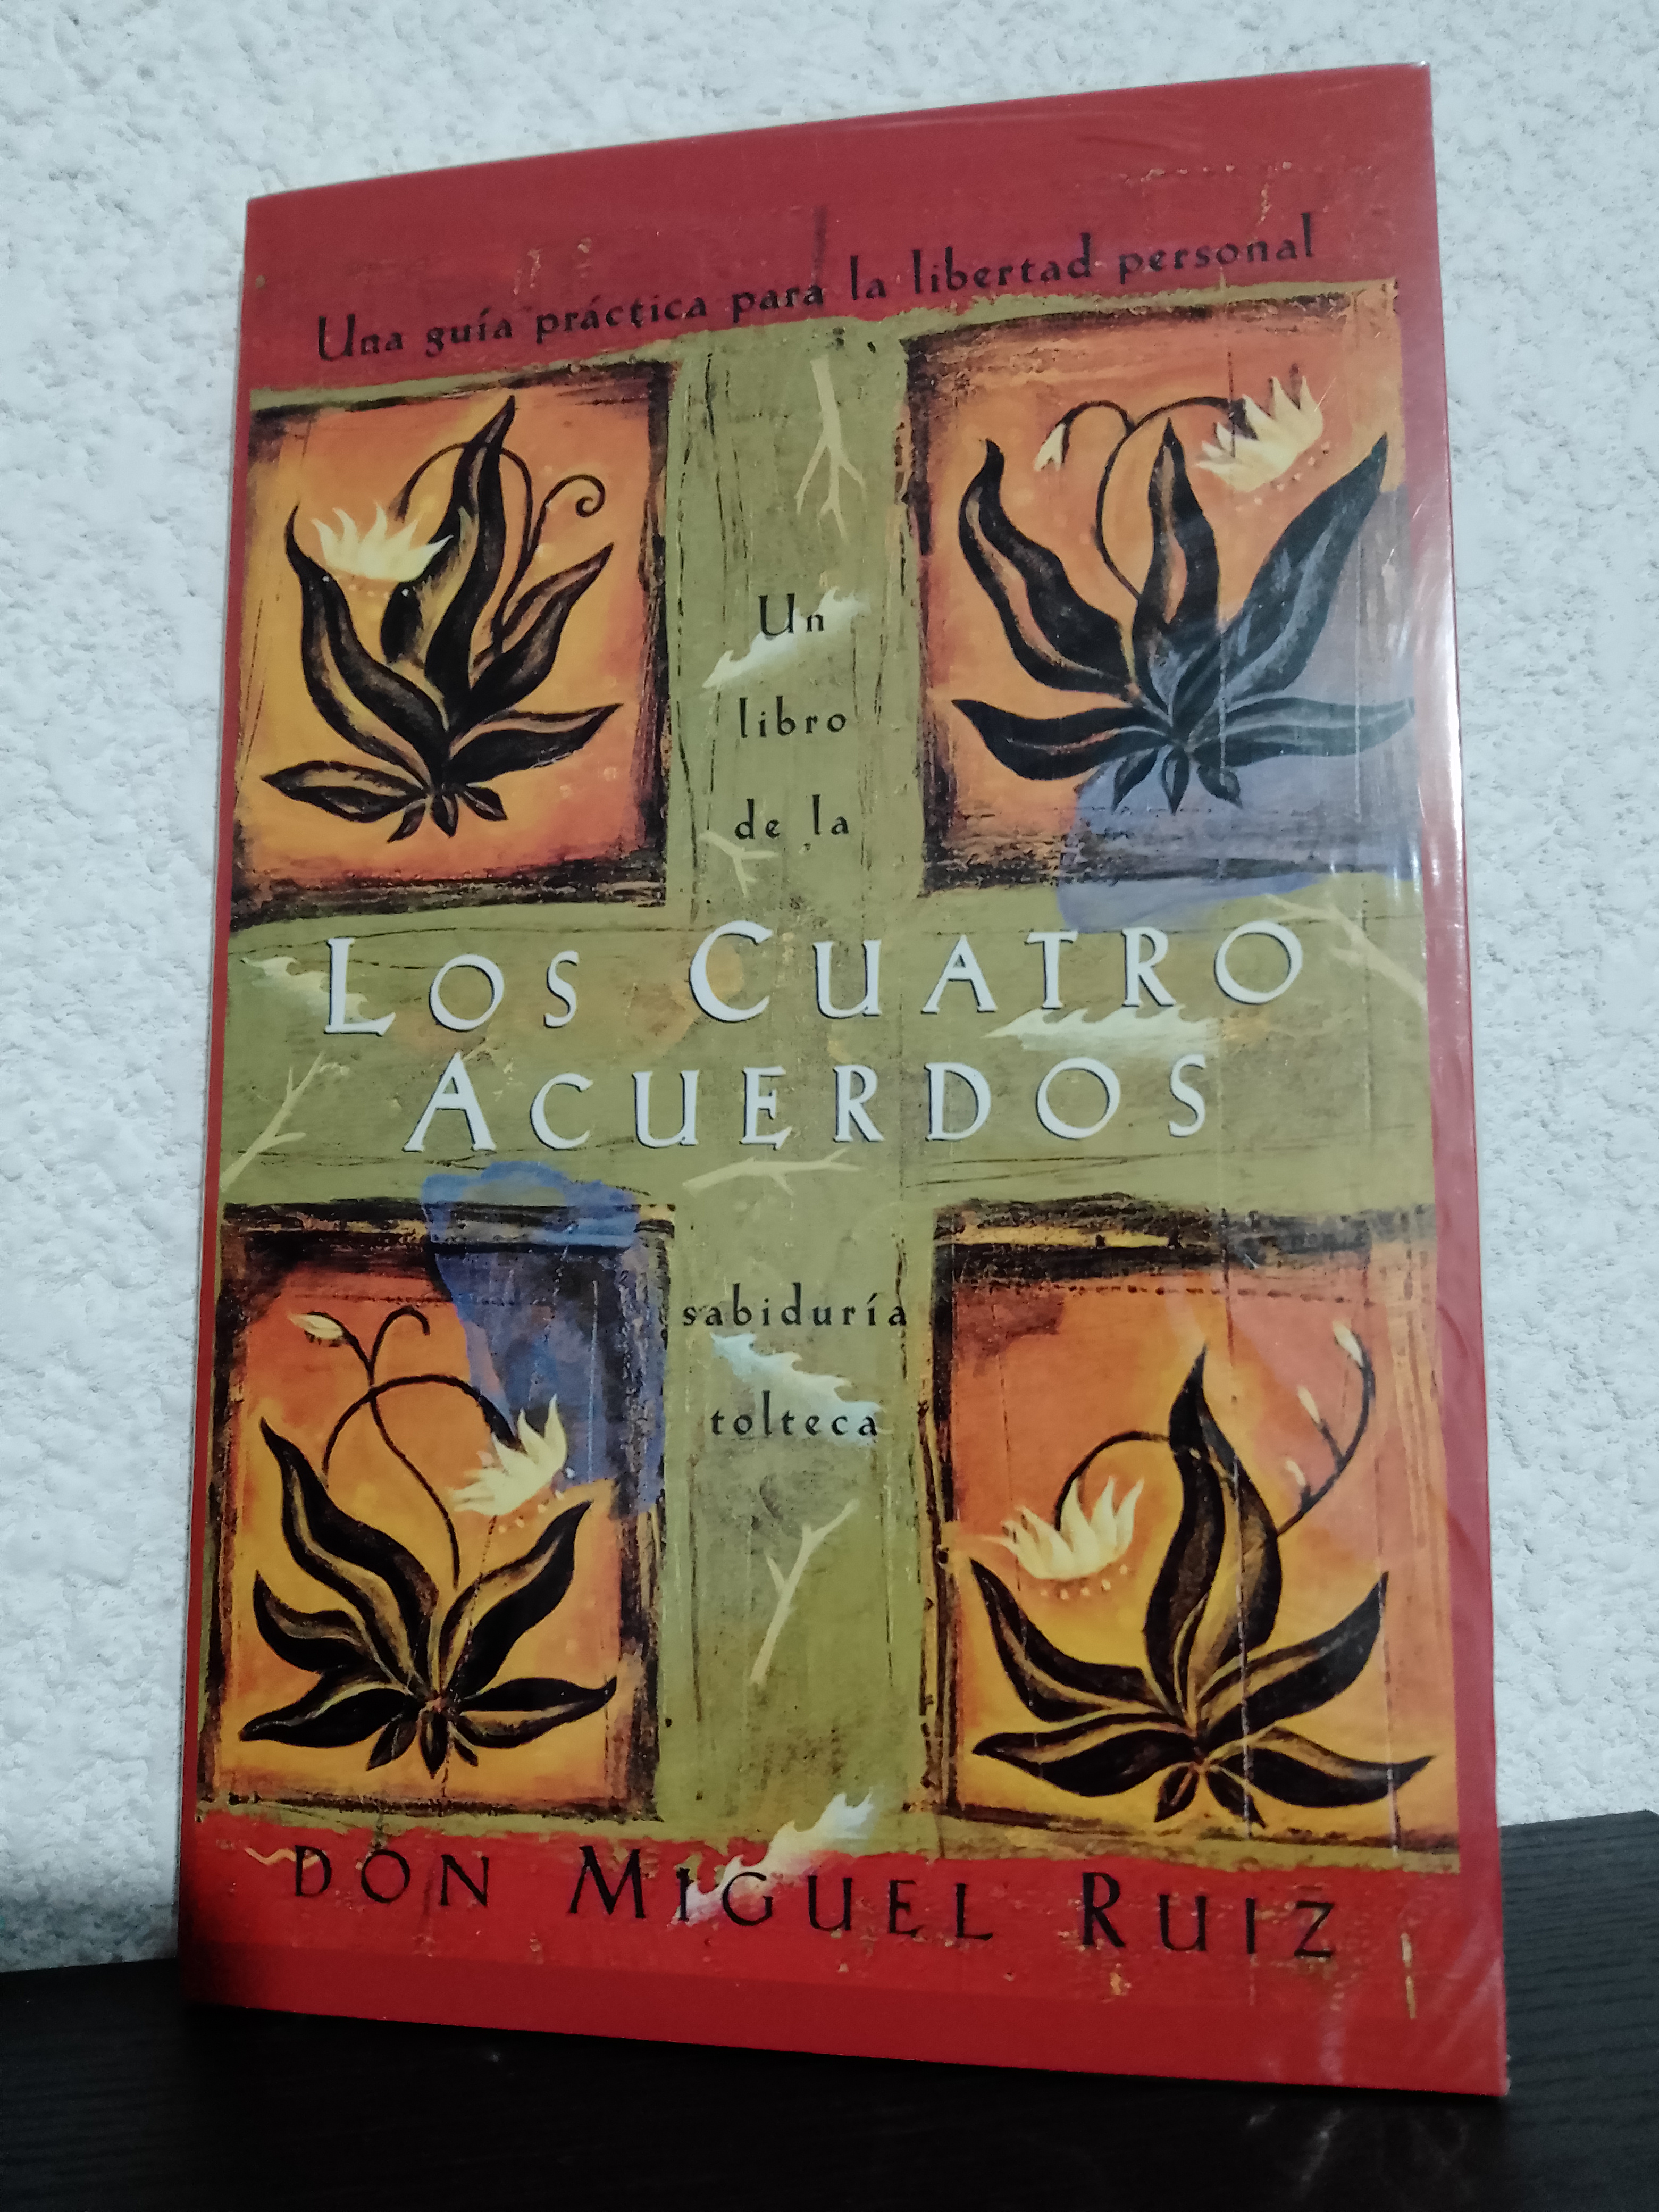 Una guía práctica para la libertad personal
Un
libro
de la
LOS CUATRO
ACUERDOS
sabiduría
tolteca
DON MIGUEL RUIZ